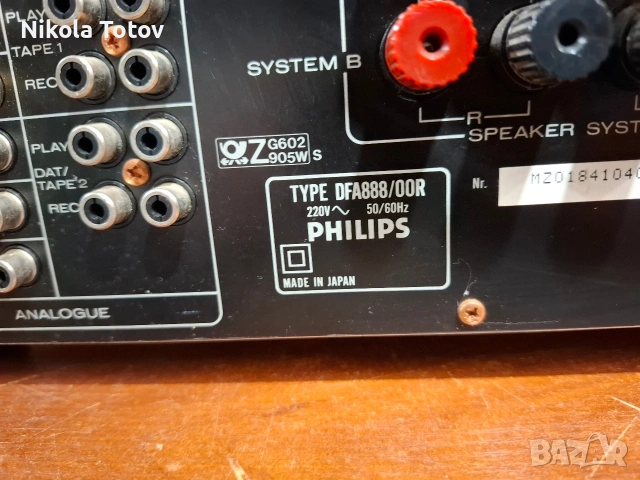 Nikola Totov
PLAY
TAPE 1
REC
PLAY
DAT/
TAPE 2
REC
ANALOGUE
SYSTEM B
R
SPEAKER SYST
Z G602
905W S
TYPE DFA888/00R
220V~ 50/60Hz
PHILIPS
MADE IN JAPAN
Nr. MZ01841040
bazar